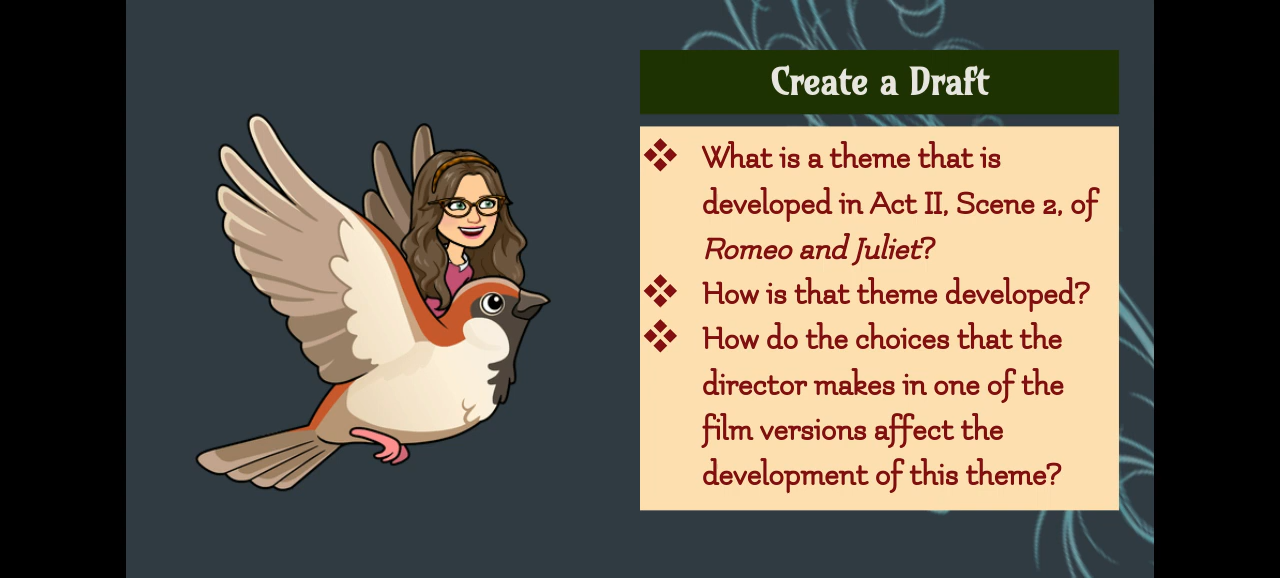 Create a Draft
❖ What is a theme that is
developed in Act II, Scene 2, of
Romeo and Juliet?
❖ How is that theme developed?
❖ How do the choices that the
director makes in one of the
film versions affect the
development of this theme?